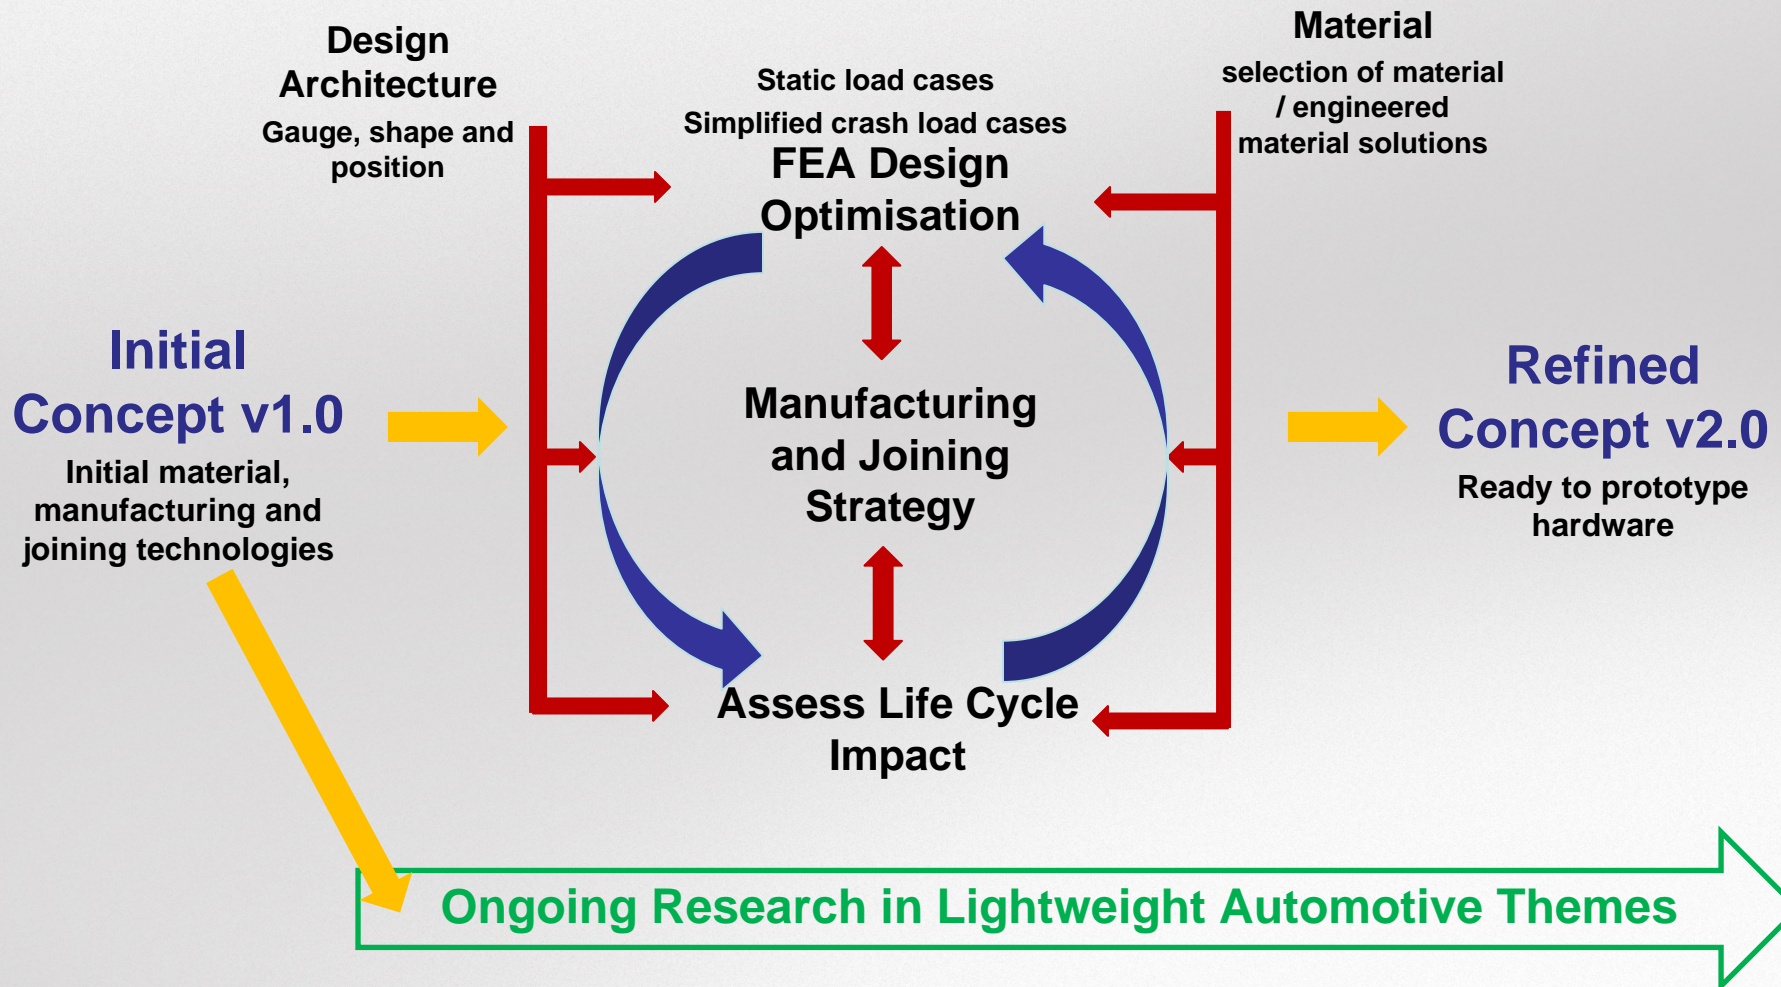 Design
Architecture
Gauge, shape and
position
Static load cases
Simplified crash load cases
FEA Design
Optimisation
Material
selection of material
/ engineered
material solutions
Initial
Concept v1.0
Initial material,
manufacturing and
joining technologies
Manufacturing
and Joining
Strategy
Refined
Concept v2.0
Ready to prototype
hardware
Assess Life Cycle
Impact
Ongoing Research in Lightweight Automotive Themes